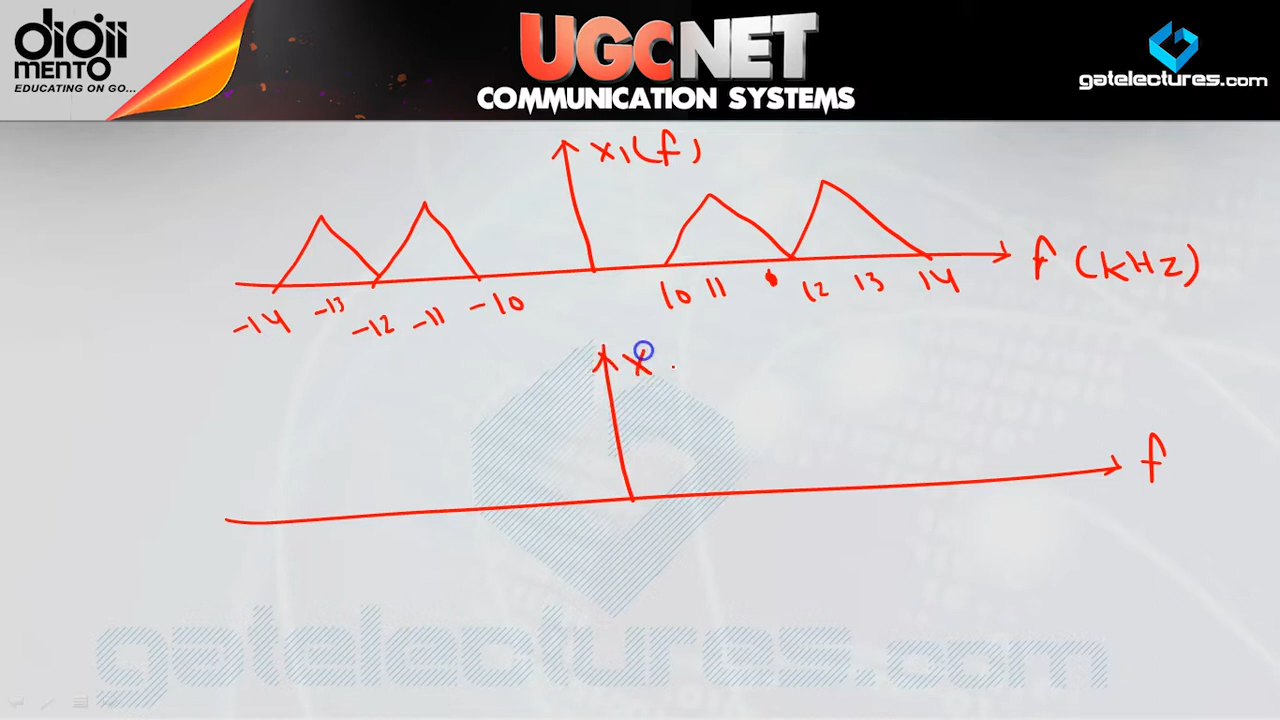 digii
MENTO
EDUCATING ON GO...
UGCNET
COMMUNICATION SYSTEMS
gatelectures.com
x1(f)
f (kHz)
-14 -13 -12 -11 -10 10 11 12 13 14
x
f
gatelectures.com